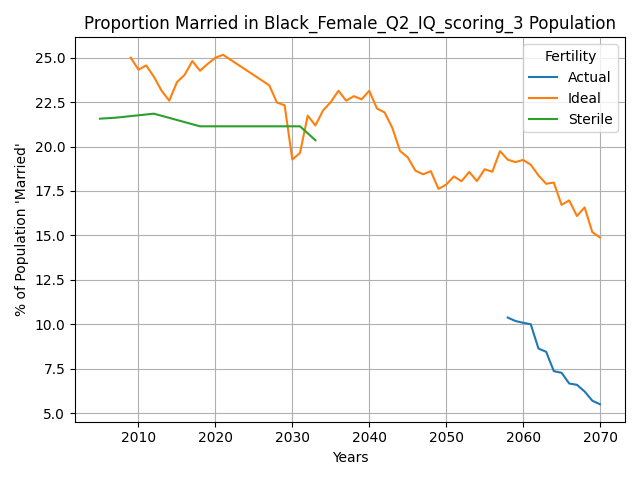 Proportion Married in Black_Female_Q2_IQ_scoring_3 Population
% of Population 'Married'
25.0
22.5
20.0
17.5
15.0
12.5
10.0
7.5
5.0
Fertility
Actual
Ideal
Sterile
2010 2020 2030 2040 2050 2060 2070
Years